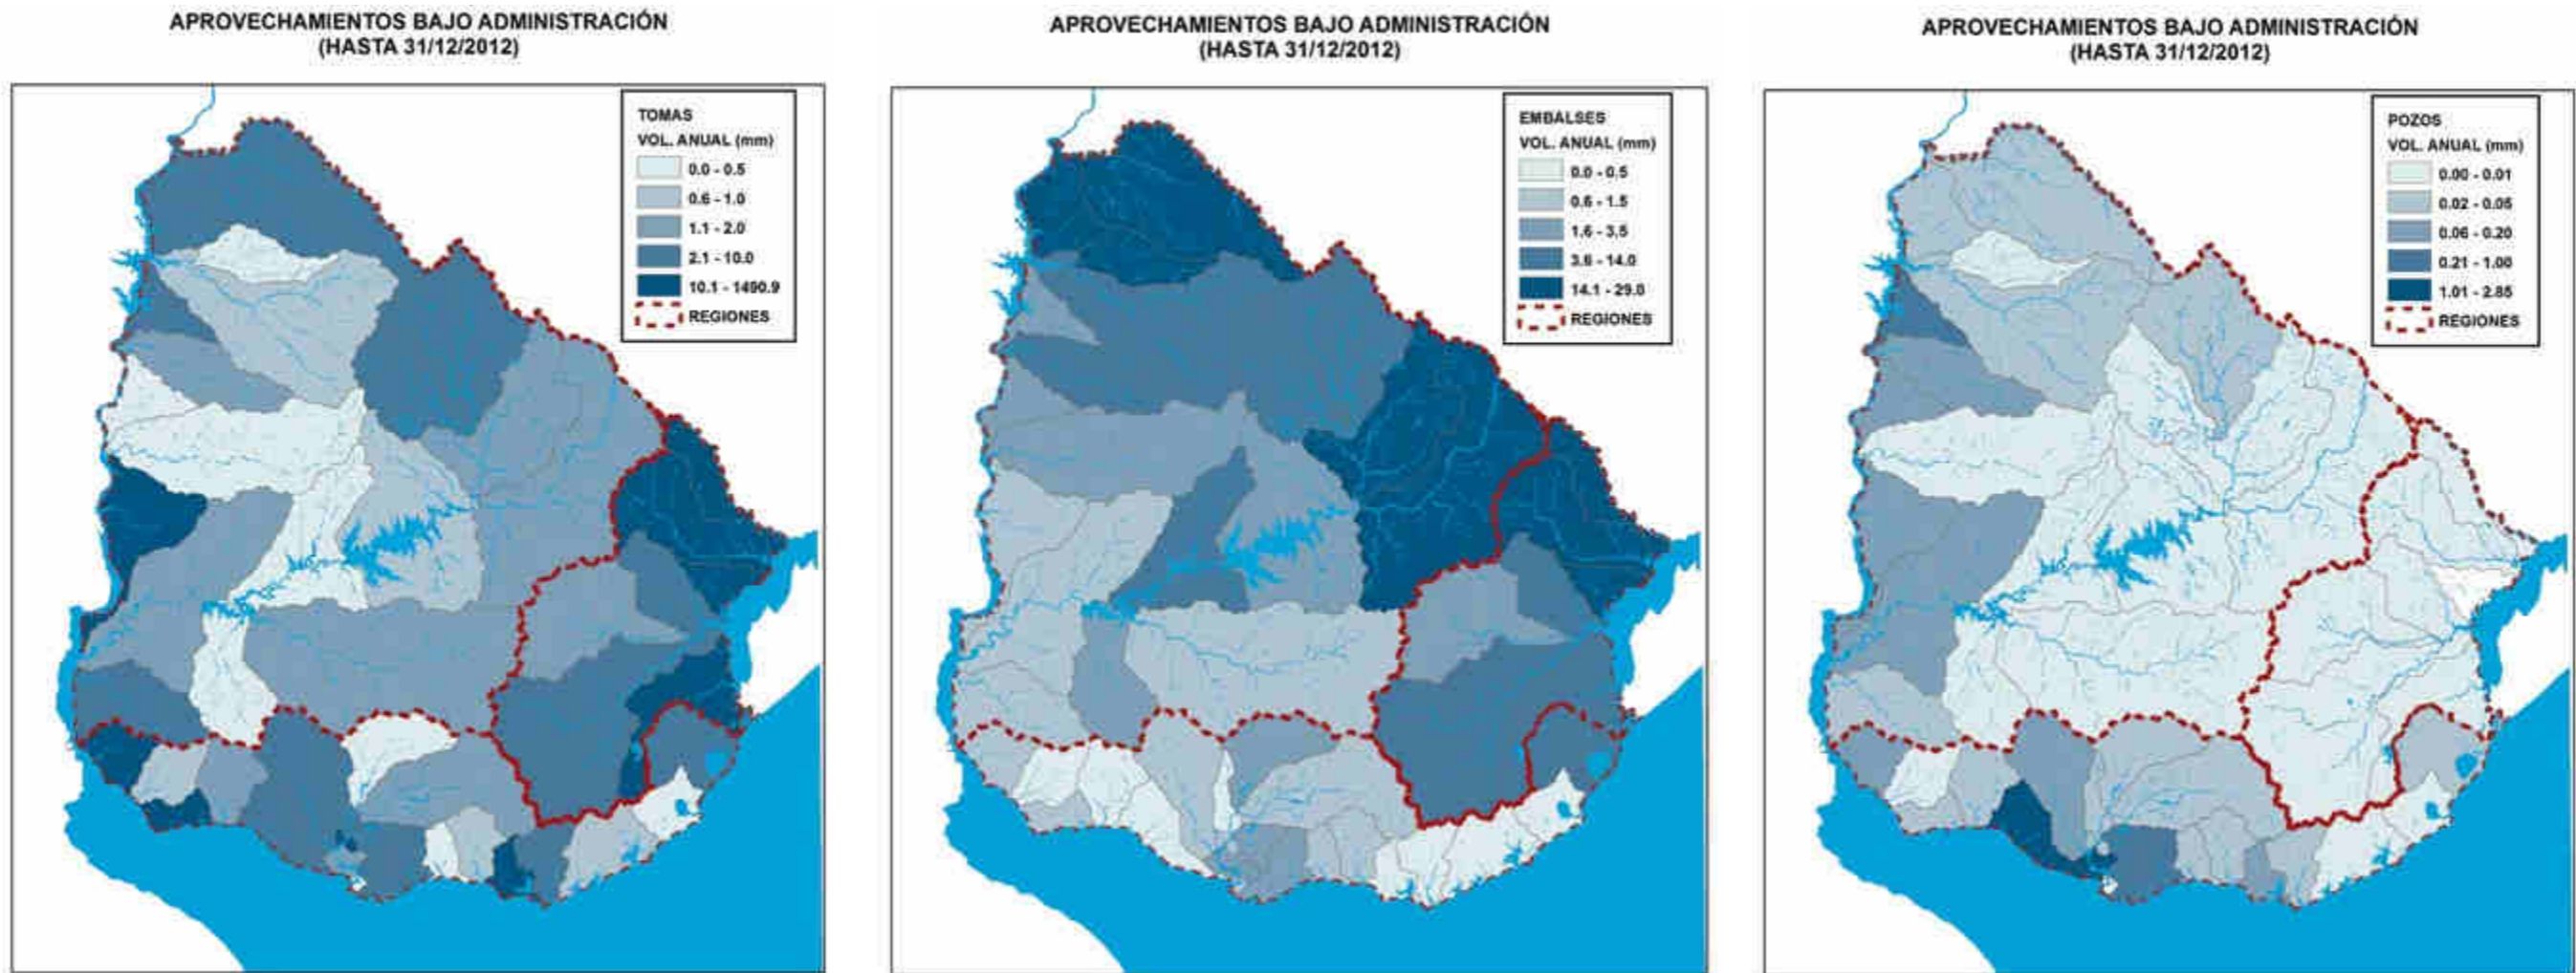 APROVECHAMIENTOS BAJO ADMINISTRACIÓN
(HASTA 31/12/2012)
TOMAS
VOL. ANUAL (mm)
0.0 - 0.5
0.6 - 1.0
1.1 - 2.0
2.1 - 10.0
10.1 - 1490.9
REGIONES
APROVECHAMIENTOS BAJO ADMINISTRACIÓN
(HASTA 31/12/2012)
EMBALSES
VOL. ANUAL (mm)
0.0 - 0.5
0.6 - 1.5
1.6 - 3.5
3.6 - 14.0
14.1 - 29.0
REGIONES
APROVECHAMIENTOS BAJO ADMINISTRACIÓN
(HASTA 31/12/2012)
POZOS
VOL. ANUAL (mm)
0.00 - 0.01
0.02 - 0.05
0.06 - 0.20
0.21 - 1.00
1.01 - 2.85
REGIONES